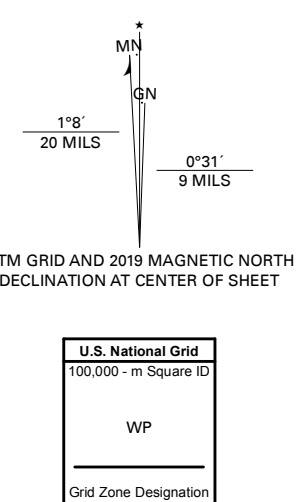 MN
GN
1°8´
20 MILS
0°31´
9 MILS
TM GRID AND 2019 MAGNETIC NORTH
DECLINATION AT CENTER OF SHEET
U.S. National Grid
100,000 - m Square ID
WP
Grid Zone Designation